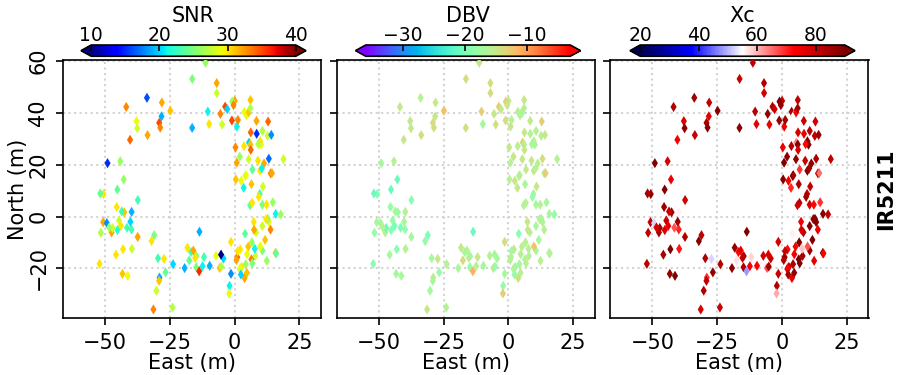 SNR DBV Xc
10 20 30 40 −30 −20 −10 20 40 60 80
60
40
20
0
−20
North (m)
IR5211
−50 −25 0 25 −50 −25 0 25 −50 −25 0 25
East (m) East (m) East (m)